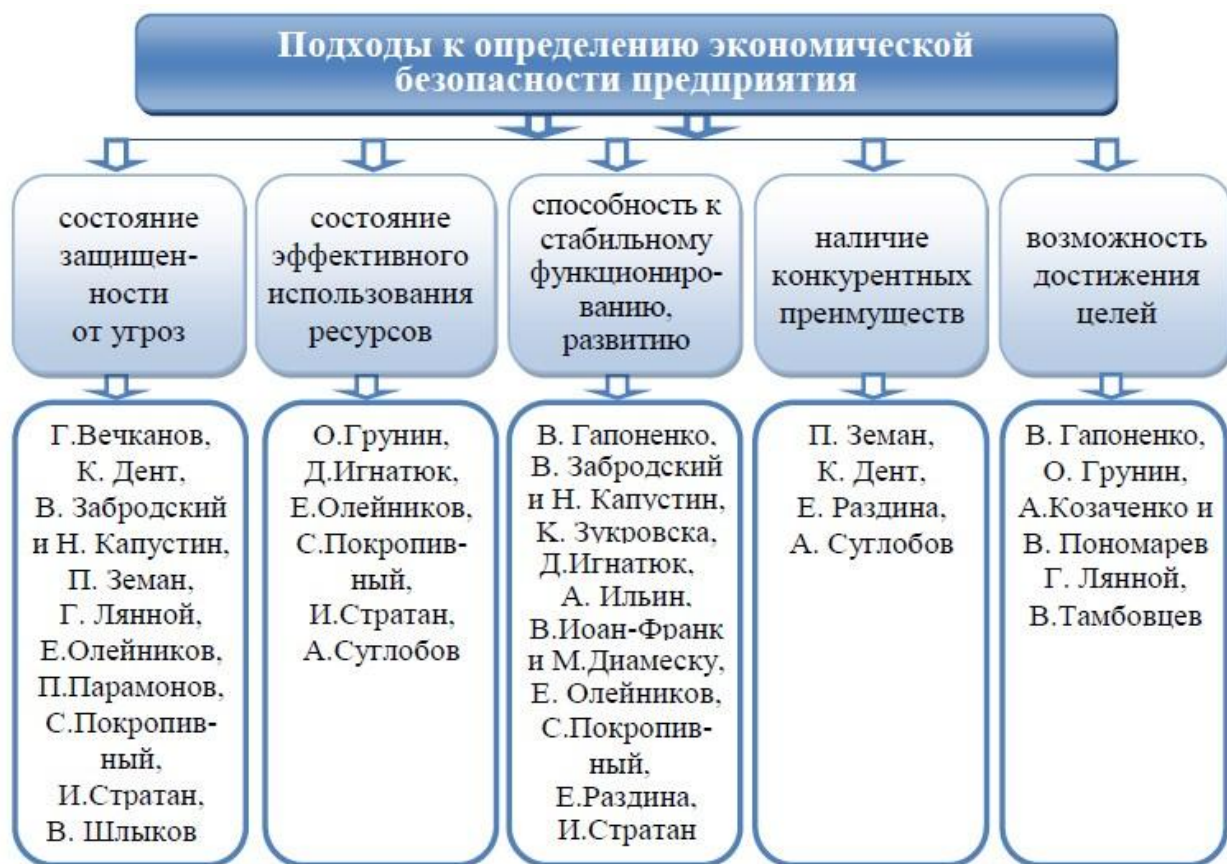 Подходы к определению экономической
безопасности предприятия
состояние
защищен-
ности
от угроз
состояние
эффективного
использования
ресурсов
способность к
стабильному
функциониро-
ванию,
развитию
наличие
конкурентных
преимуществ
возможность
достижения
целей
Г.Вечканов,
К. Дент,
В. Забродский
и Н. Капустин,
П. Земан,
Г. Лянной,
Е.Олейников,
П.Парамонов,
С.Покропив-
ный,
И.Стратан,
В. Шлыков
О.Грунин,
Д.Игнатюк,
Е.Олейников,
С.Покропив-
ный,
И.Стратан,
А.Суглобов
В. Гапоненко,
В. Забродский
и Н. Капустин,
К. Зукровска,
Д.Игнатюк,
А. Ильин,
В.Иоан-Франк
и М.Диамеску,
Е. Олейников,
С.Покропив-
ный,
Е.Раздина,
И.Стратан
П. Земан,
К. Дент,
Е. Раздина,
А. Суглобов
В. Гапоненко,
О. Грунин,
А.Козаченко и
В. Пономарев
Г. Лянной,
В.Тамбовцев